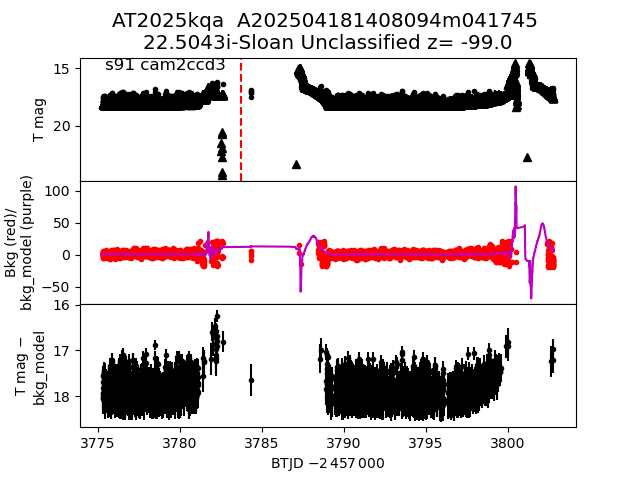 AT2025kqa  A202504181408094m041745
22.5043i-Sloan Unclassified z= -99.0
s91 cam2ccd3
15
20
T mag
100
50
0
−50
Bkg (red)/
bkg_model (purple)
16
17
18
T mag −
bkg_model
3775 3780 3785 3790 3795 3800
BTJD −2 457 000